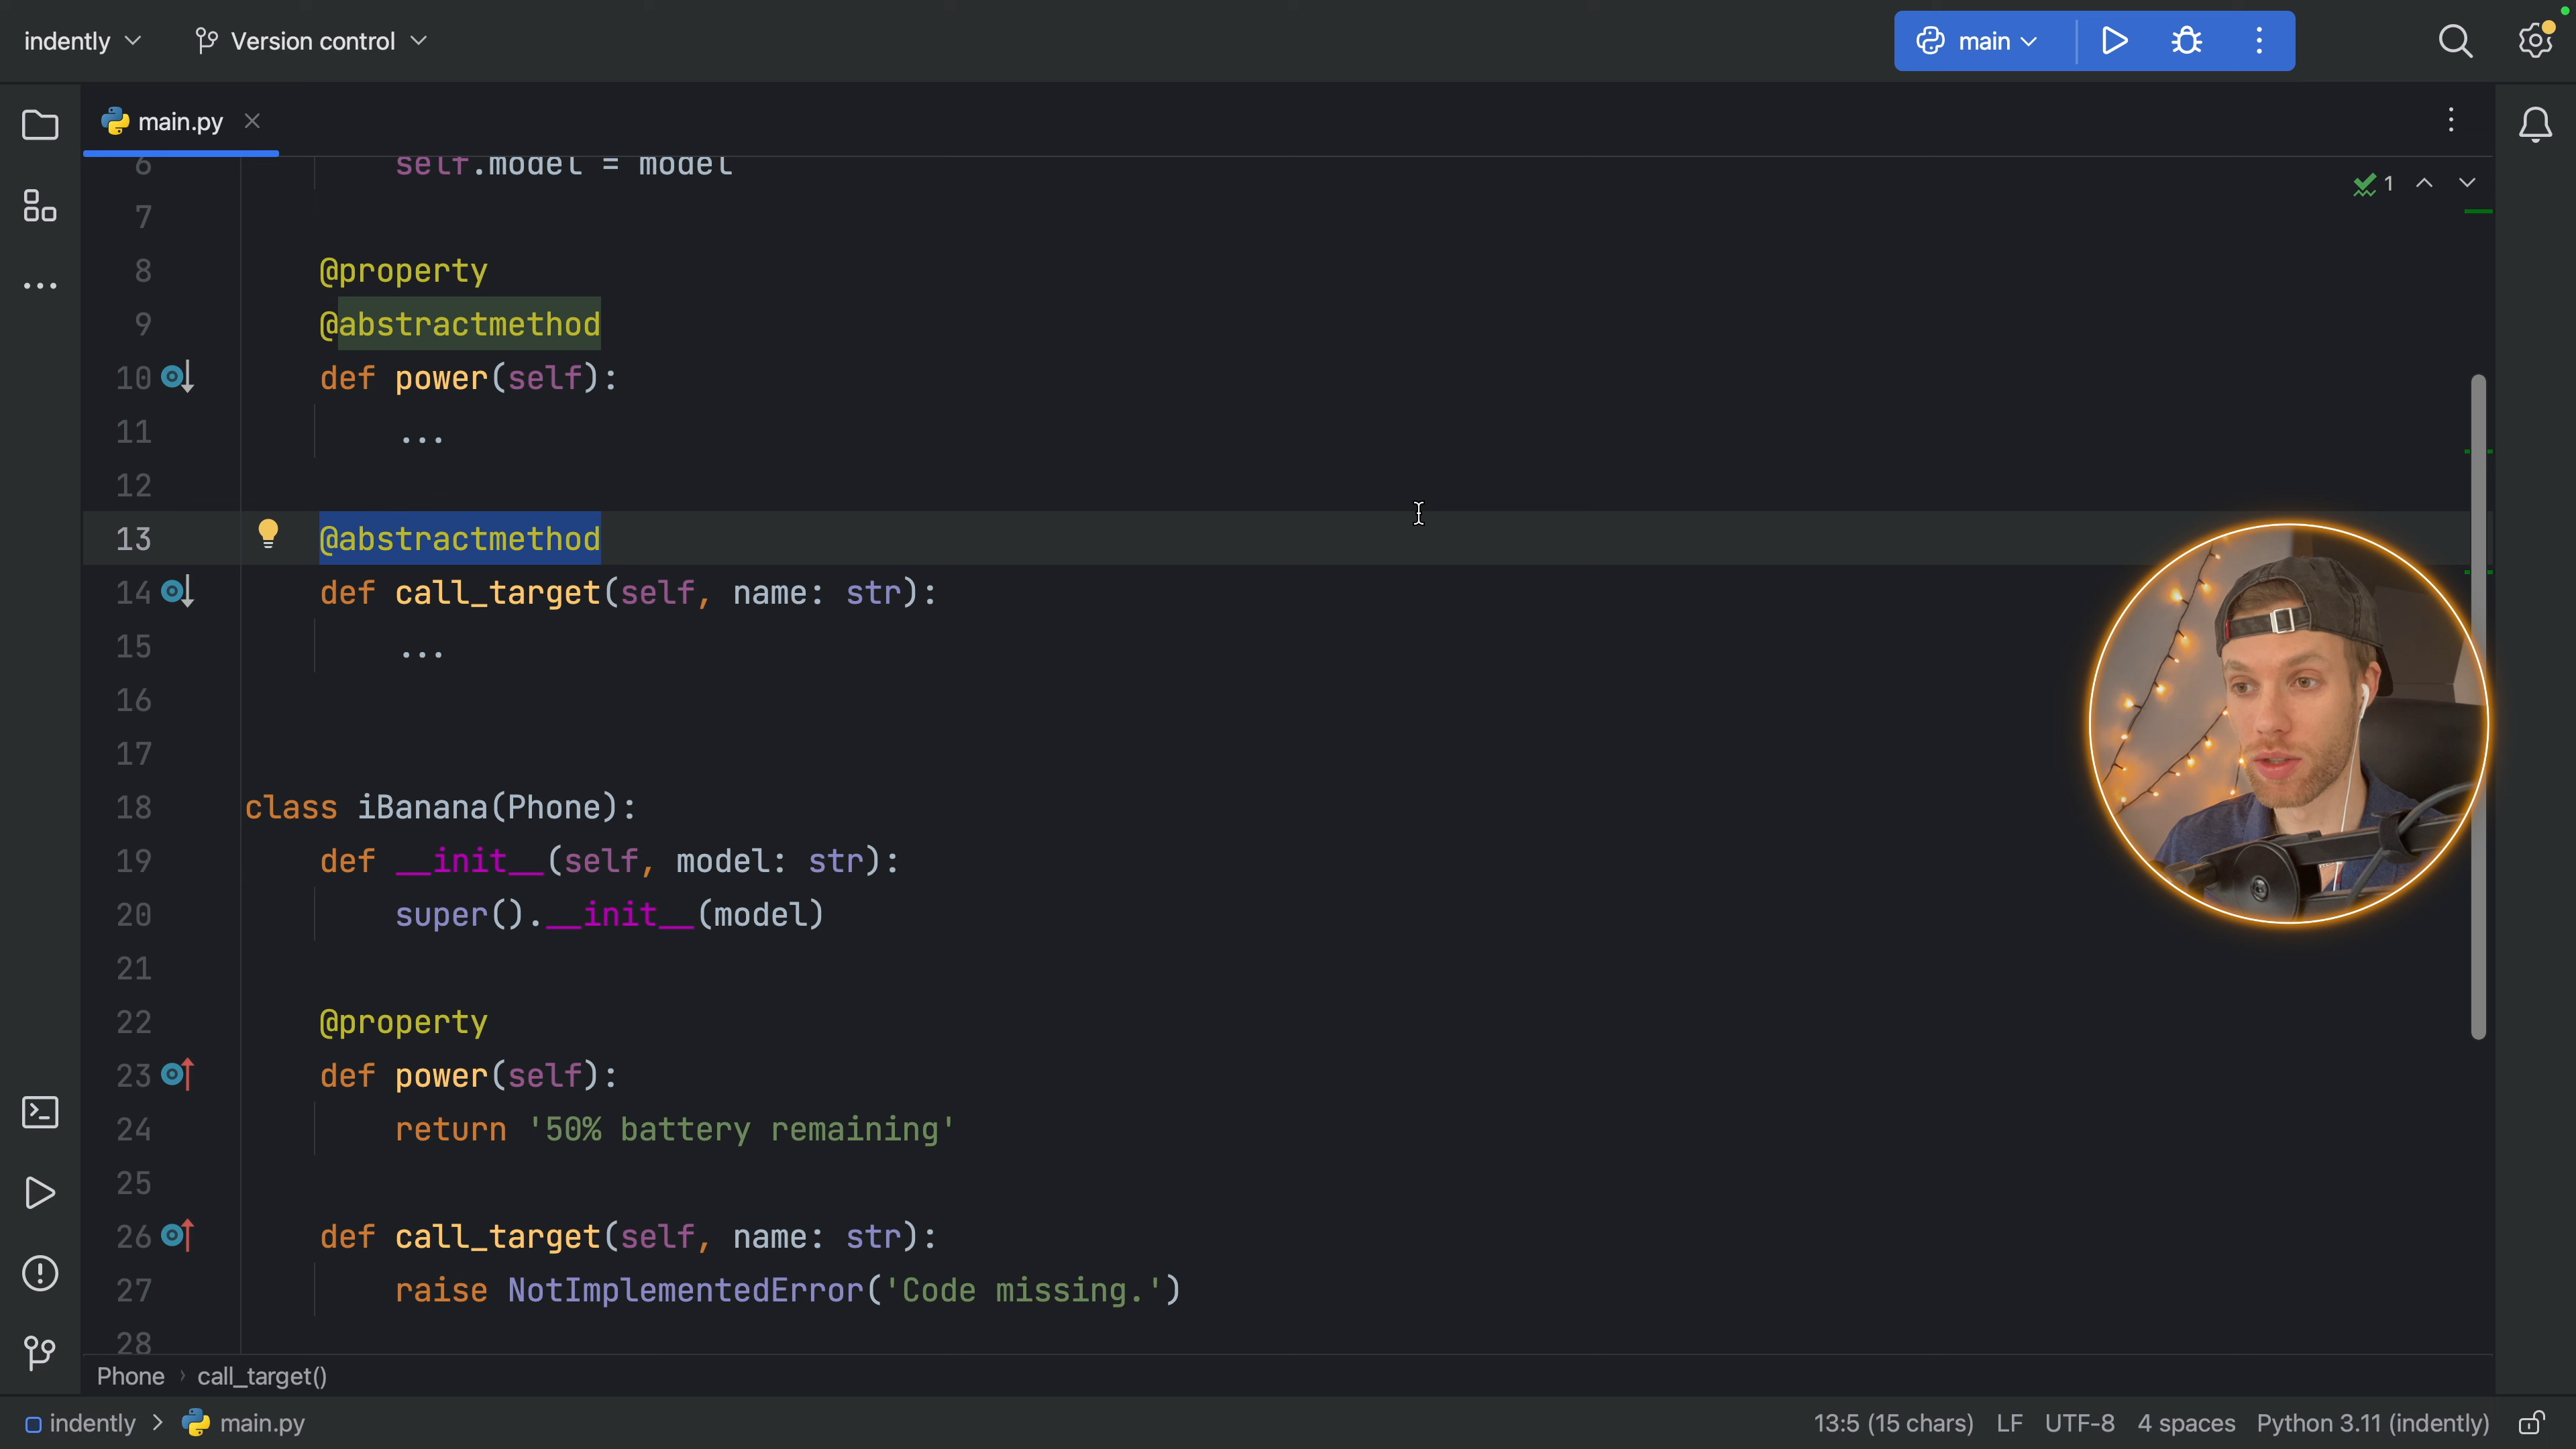 indently
Version control
main
main.py
1
6 self.model = model
7
8 @property
9 @abstractmethod
10 def power(self):
11 ...
12
13 @abstractmethod
14 def call_target(self, name: str):
15 ...
16
17
18 class iBanana(Phone):
19 def __init__(self, model: str):
20 super().__init__(model)
21
22 @property
23 def power(self):
24 return '50% battery remaining'
25
26 def call_target(self, name: str):
27 raise NotImplementedError('Code missing.')
28
Phone › call_target()
indently > main.py
13:5 (15 chars) LF UTF-8 4 spaces Python 3.11 (indently)